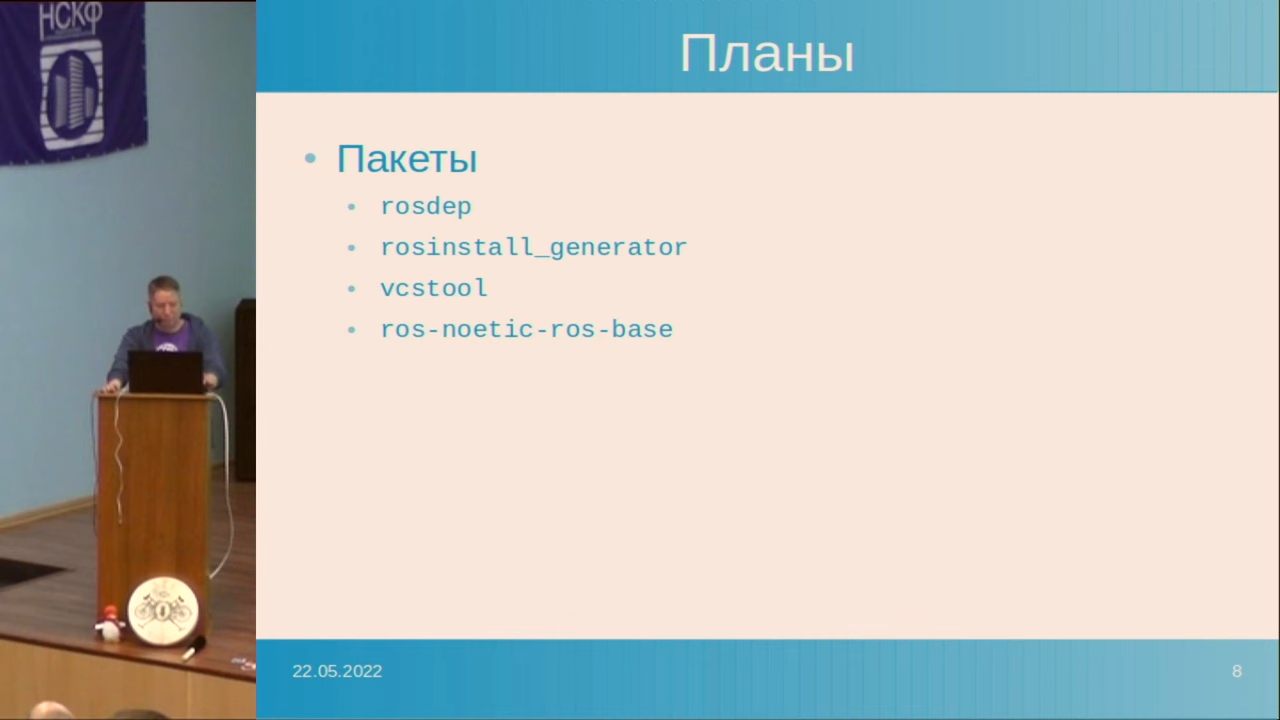 НСКФ
Планы
Пакеты
rosdep
rosinstall_generator
vcstool
ros-noetic-ros-base
22.05.2022
8